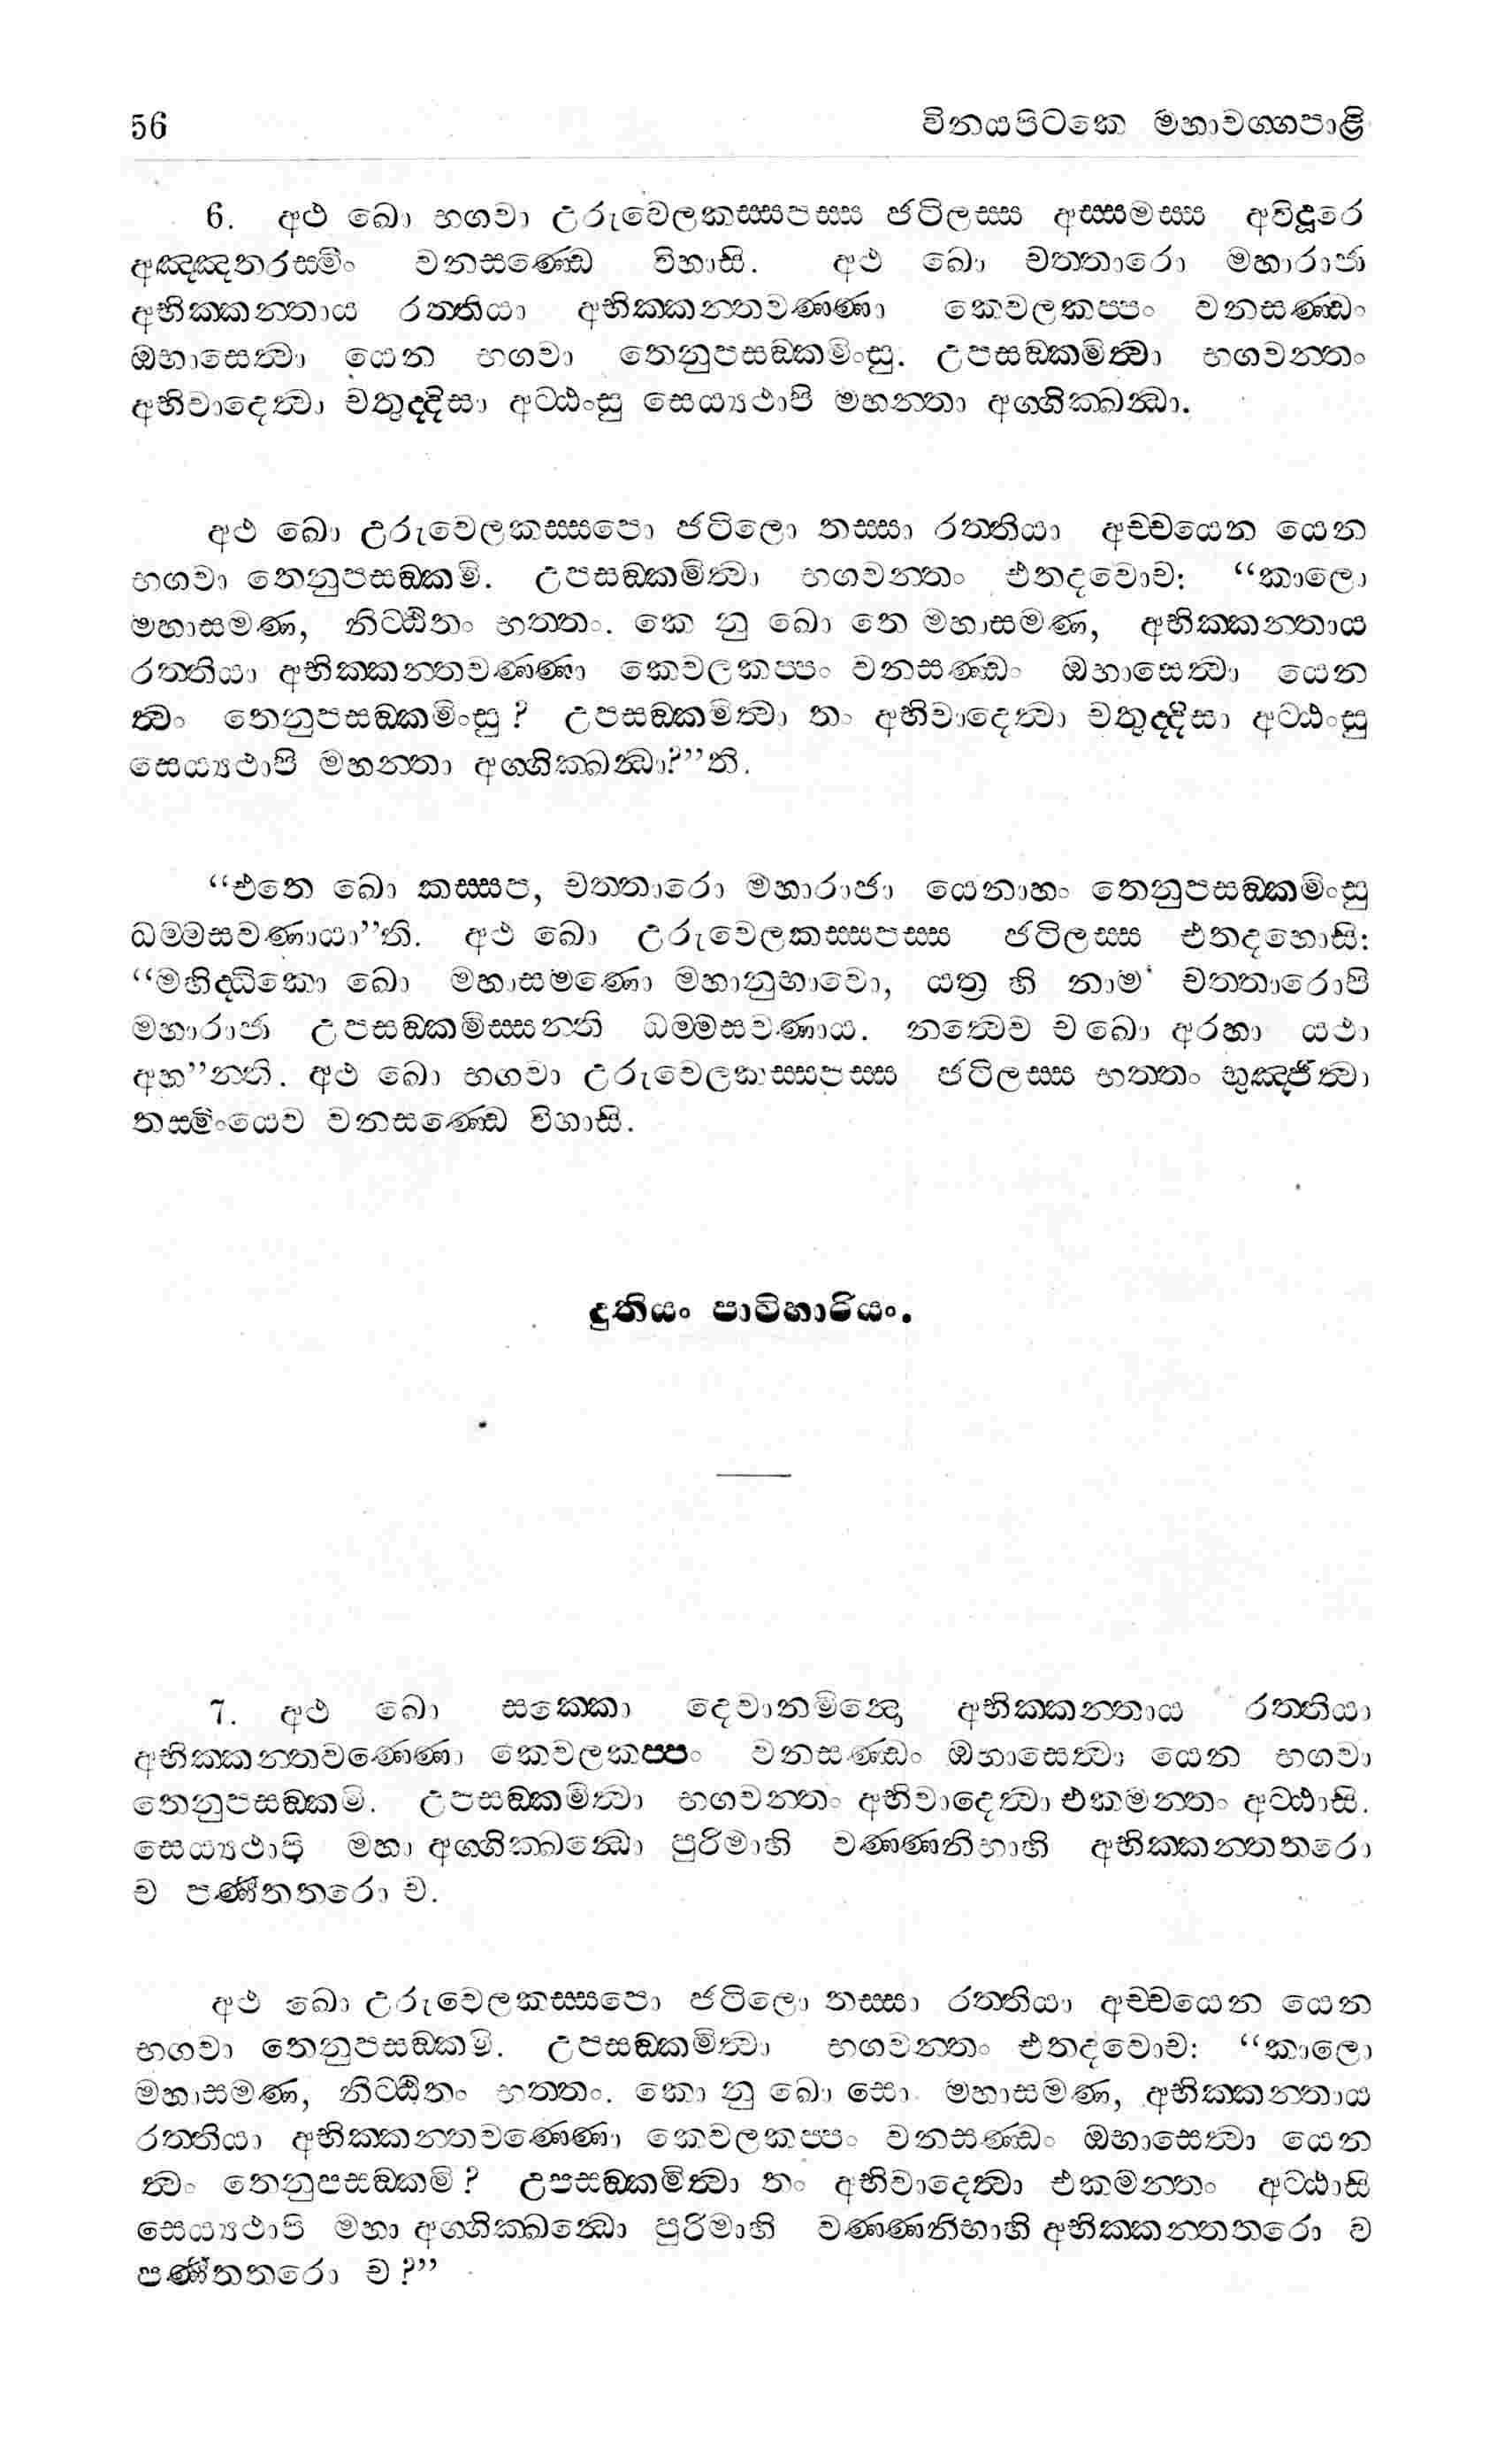 56 විනයපිටකෙ මහාවග්ගපාළි
6. අථ ඛො භගවා උරුවෙලකස්සපස්ස ජටිලස්ස අස්සමස්ස අවිදූරෙ
අඤ්ඤතරස්මිං වනසණ්ඩෙ විහාසි. අථ ඛො චත්තාරො මහාරාජා
අභික්කන්තාය රත්තියා අභික්කන්තවණ්ණා කෙවලකප්පං වනසණ්ඩං
ඔභාසෙත්වා යෙන භගවා තෙනුපසඞ්කමිංසු. උපසඞ්කමිත්වා භගවන්තං
අභිවාදෙත්වා චතුද්දිසා අට්ඨංසු සෙය්‍යථාපි මහන්තා අග්ගික්ඛන්ධා.
අථ ඛො උරුවෙලකස්සපො ජටිලො තස්සා රත්තියා අච්චයෙන යෙන
භගවා තෙනුපසඞ්කමි. උපසඞ්කමිත්වා භගවන්තං එතදවොච: “කාලො
මහාසමණ, නිට්ඨිතං භත්තං. කෙ නු ඛො තෙ මහාසමණ, අභික්කන්තාය
රත්තියා අභික්කන්තවණ්ණා කෙවලකප්පං වනසණ්ඩං ඔභාසෙත්වා යෙන
ත්වං තෙනුපසඞ්කමිංසු? උපසඞ්කමිත්වා තං අභිවාදෙත්වා චතුද්දිසා අට්ඨංසු
සෙය්‍යථාපි මහන්තා අග්ගික්ඛන්ධා?”ති.
“එතෙ ඛො කස්සප, චත්තාරො මහාරාජා යෙනාහං තෙනුපසඞ්කමිංසු
ධම්මසවණායා”ති. අථ ඛො උරුවෙලකස්සපස්ස ජටිලස්ස එතදහොසි:
“මහිද්ධිකො ඛො මහාසමණො මහානුභාවො, යත්‍ර හි නාම චත්තාරොපි
මහාරාජා උපසඞ්කමිස්සන්ති ධම්මසවණාය. නත්වෙව ච ඛො අරහා යථා
අහ”න්ති. අථ ඛො භගවා උරුවෙලකස්සපස්ස ජටිලස්ස භත්තං භුඤ්ජිත්වා
තස්මිංයෙව වනසණ්ඩෙ විහාසි.
දුතියං පාටිහාරියං.
7. අථ ඛො සක්කො දෙවානමින්දො අභික්කන්තාය රත්තියා
අභික්කන්තවණ්ණො කෙවලකප්පං වනසණ්ඩං ඔභාසෙත්වා යෙන භගවා
තෙනුපසඞ්කමි. උපසඞ්කමිත්වා භගවන්තං අභිවාදෙත්වා එකමන්තං අට්ඨාසි.
සෙය්‍යථාපි මහා අග්ගික්ඛන්ධො පුරිමාහි වණ්ණනිභාහි අභික්කන්තතරො
ච පණීතතරො ච.
අථ ඛො උරුවෙලකස්සපො ජටිලො තස්සා රත්තියා අච්චයෙන යෙන
භගවා තෙනුපසඞ්කමි. උපසඞ්කමිත්වා භගවන්තං එතදවොච: “කාලො
මහාසමණ, නිට්ඨිතං භත්තං. කො නු ඛො සො මහාසමණ, අභික්කන්තාය
රත්තියා අභික්කන්තවණ්ණො කෙවලකප්පං වනසණ්ඩං ඔභාසෙත්වා යෙන
ත්වං තෙනුපසඞ්කමි? උපසඞ්කමිත්වා තං අභිවාදෙත්වා එකමන්තං අට්ඨාසි
සෙය්‍යථාපි මහා අග්ගික්ඛන්ධො පුරිමාහි වණ්ණනිභාහි අභික්කන්තතරො ච
පණීතතරො ච?”